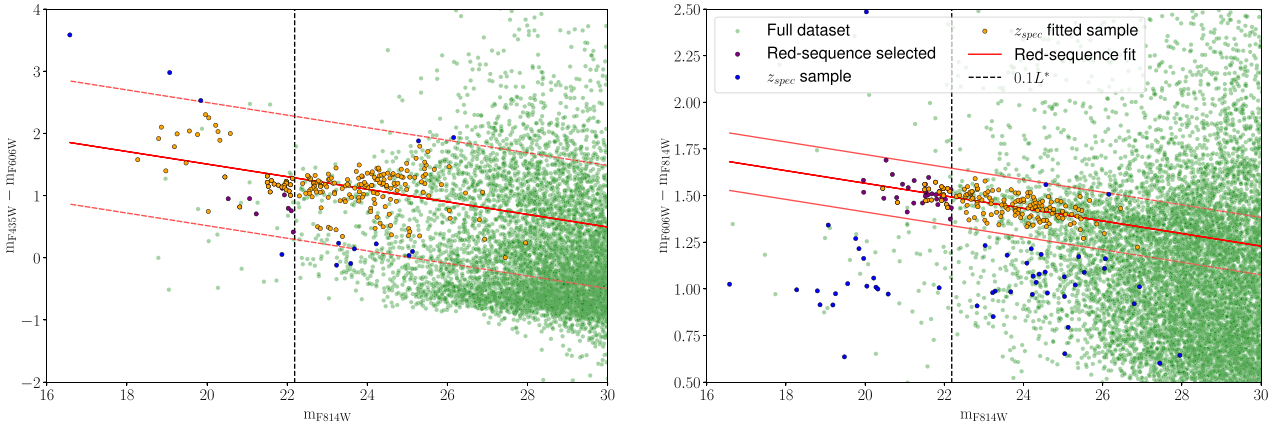 4
3
2
1
0
−1
−2
m_F435W − m_F606W
16 18 20 22 24 26 28 30
m_F814W
2.50
2.25
2.00
1.75
1.50
1.25
1.00
0.75
0.50
m_F606W − m_F814W
Full dataset
Red-sequence selected
z_spec sample
z_spec fitted sample
Red-sequence fit
0.1L*
16 18 20 22 24 26 28 30
m_F814W